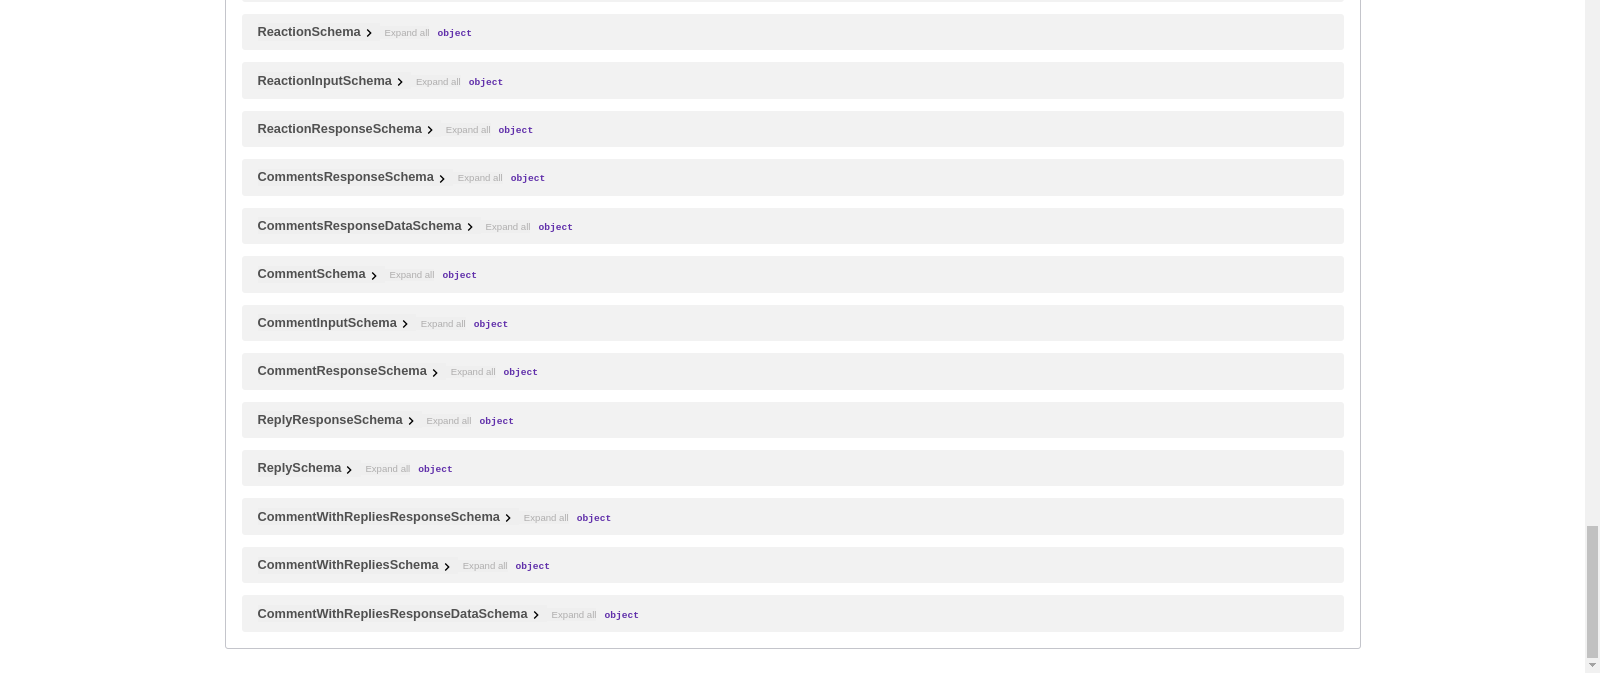 ReactionSchema Expand all object
ReactionInputSchema Expand all object
ReactionResponseSchema Expand all object
CommentsResponseSchema Expand all object
CommentsResponseDataSchema Expand all object
CommentSchema Expand all object
CommentInputSchema Expand all object
CommentResponseSchema Expand all object
ReplyResponseSchema Expand all object
ReplySchema Expand all object
CommentWithRepliesResponseSchema Expand all object
CommentWithRepliesSchema Expand all object
CommentWithRepliesResponseDataSchema Expand all object